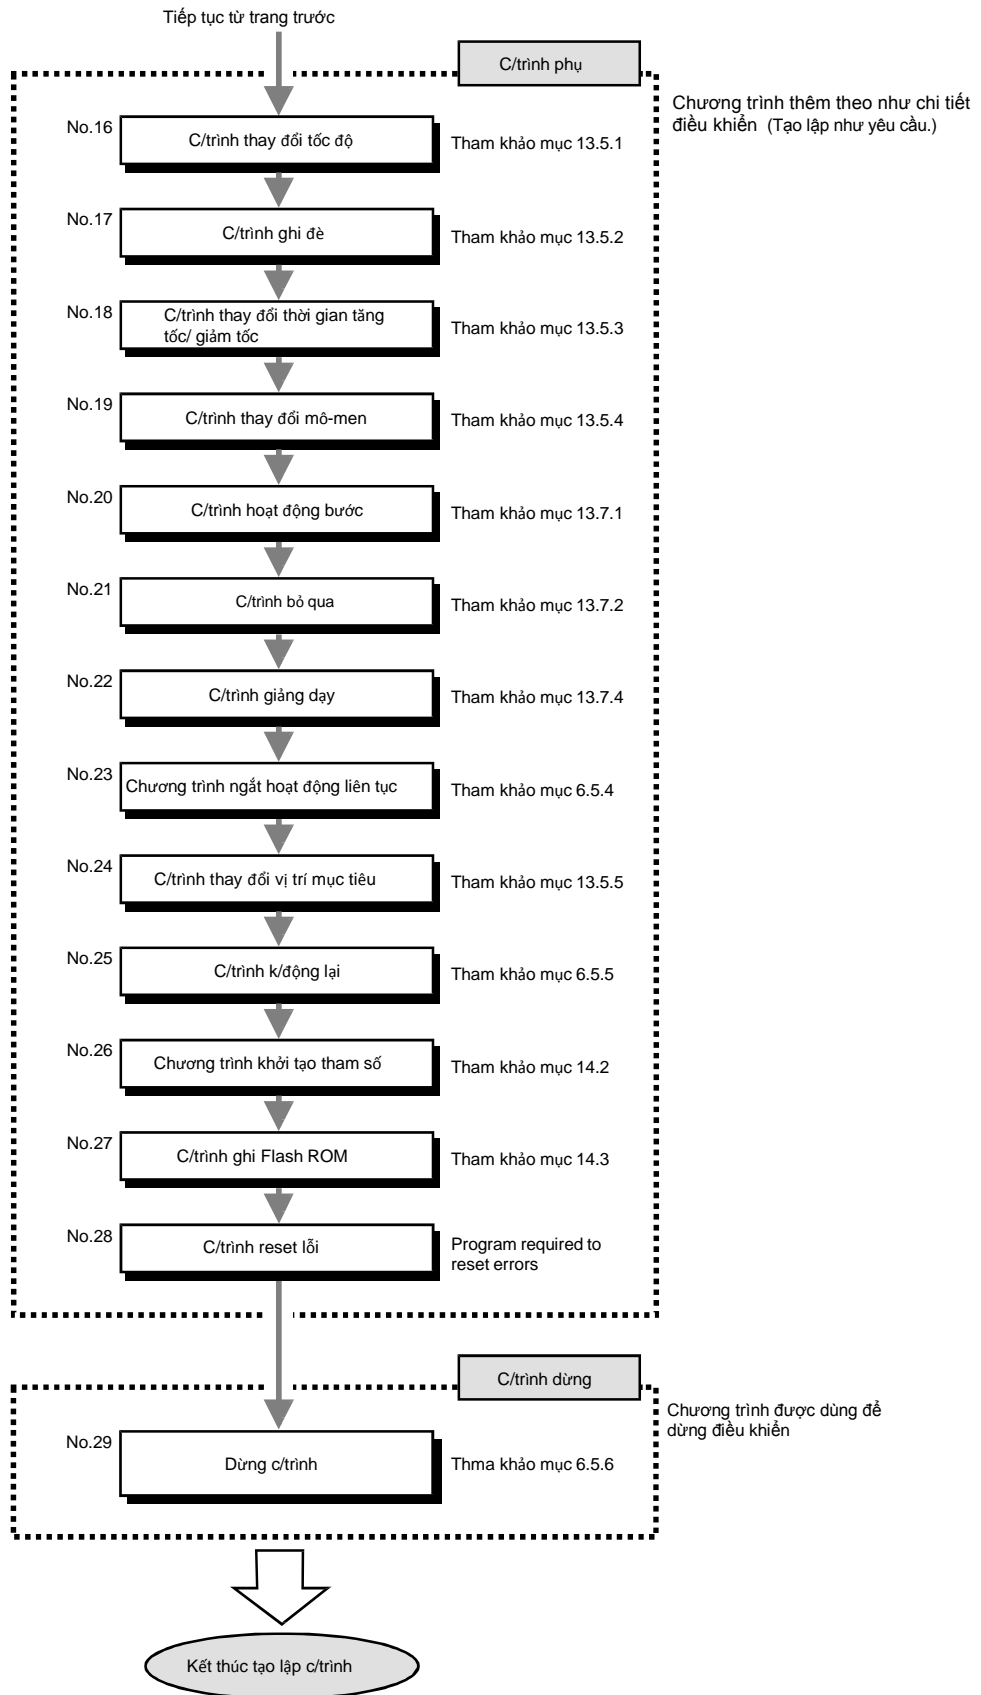 Tiếp tục từ trang trước
C/trình phụ
Chương trình thêm theo như chi tiết
điều khiển (Tạo lập như yêu cầu.)
No.16
C/trình thay đổi tốc độ
Tham khảo mục 13.5.1
No.17
C/trình ghi đè
Tham khảo mục 13.5.2
No.18
C/trình thay đổi thời gian tăng
tốc/ giảm tốc
Tham khảo mục 13.5.3
No.19
C/trình thay đổi mô-men
Tham khảo mục 13.5.4
No.20
C/trình hoạt động bước
Tham khảo mục 13.7.1
No.21
C/trình bỏ qua
Tham khảo mục 13.7.2
No.22
C/trình giảng dạy
Tham khảo mục 13.7.4
No.23
Chương trình ngắt hoạt động liên tục
Tham khảo mục 6.5.4
No.24
C/trình thay đổi vị trí mục tiêu
Tham khảo mục 13.5.5
No.25
C/trình k/động lại
Tham khảo mục 6.5.5
No.26
Chương trình khởi tạo tham số
Tham khảo mục 14.2
No.27
C/trình ghi Flash ROM
Tham khảo mục 14.3
No.28
C/trình reset lỗi
Program required to
reset errors
C/trình dừng
Chương trình được dùng để
dừng điều khiển
No.29
Dừng c/trình
Thma khảo mục 6.5.6
Kết thúc tạo lập c/trình